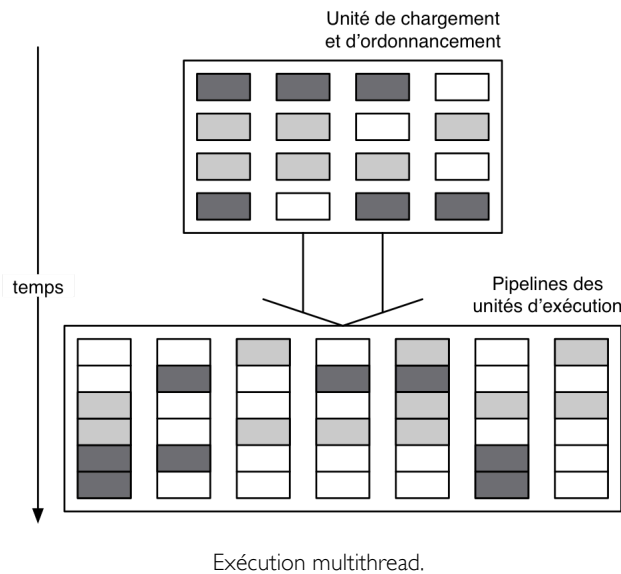 Unité de chargement
et d'ordonnancement
temps
Pipelines des
unités d'exécution
Exécution multithread.